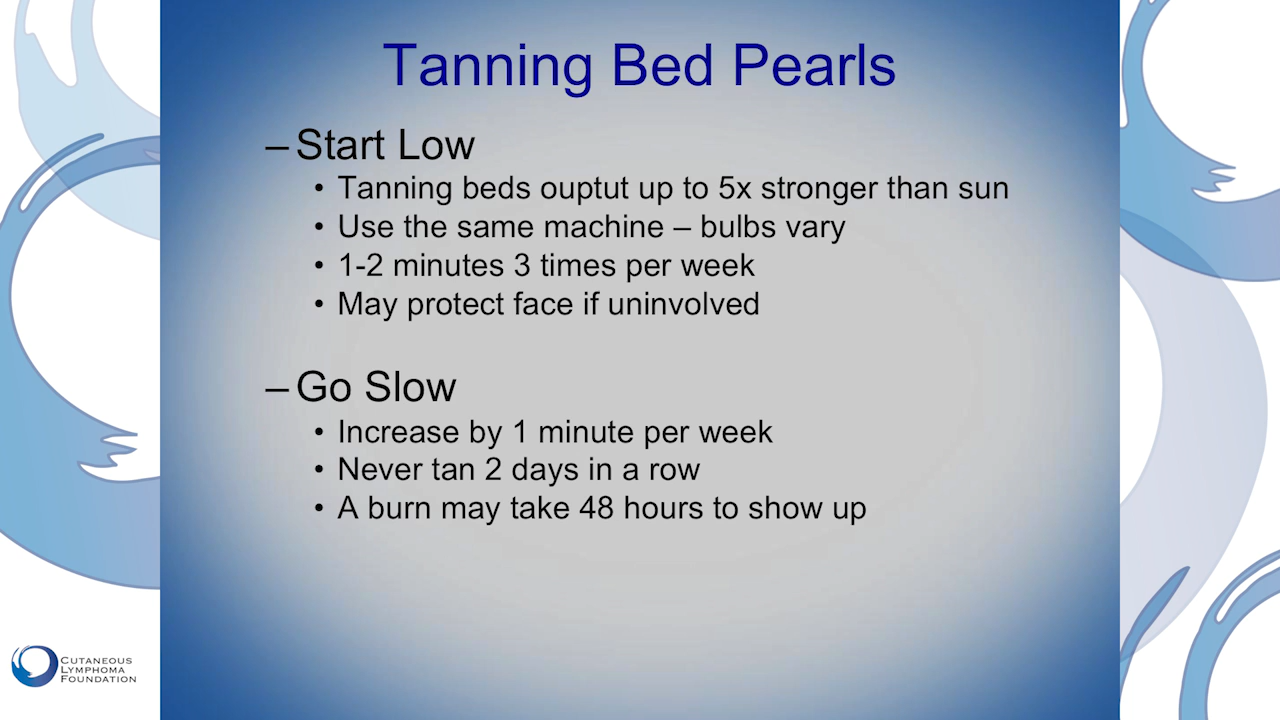 Tanning Bed Pearls
– Start Low
• Tanning beds ouptut up to 5x stronger than sun
• Use the same machine – bulbs vary
• 1-2 minutes 3 times per week
• May protect face if uninvolved
– Go Slow
• Increase by 1 minute per week
• Never tan 2 days in a row
• A burn may take 48 hours to show up
CUTANEOUS
LYMPHOMA
FOUNDATION